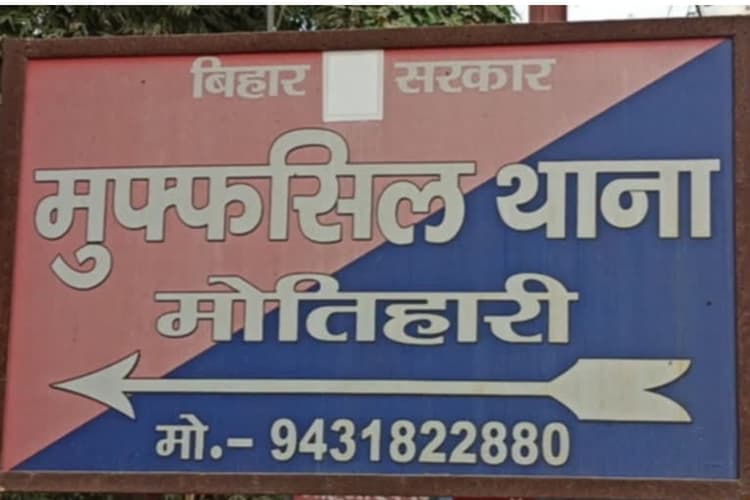 बिहार सरकार
मुफ्फसिल थाना
मोतिहारी
मो.- 9431822880